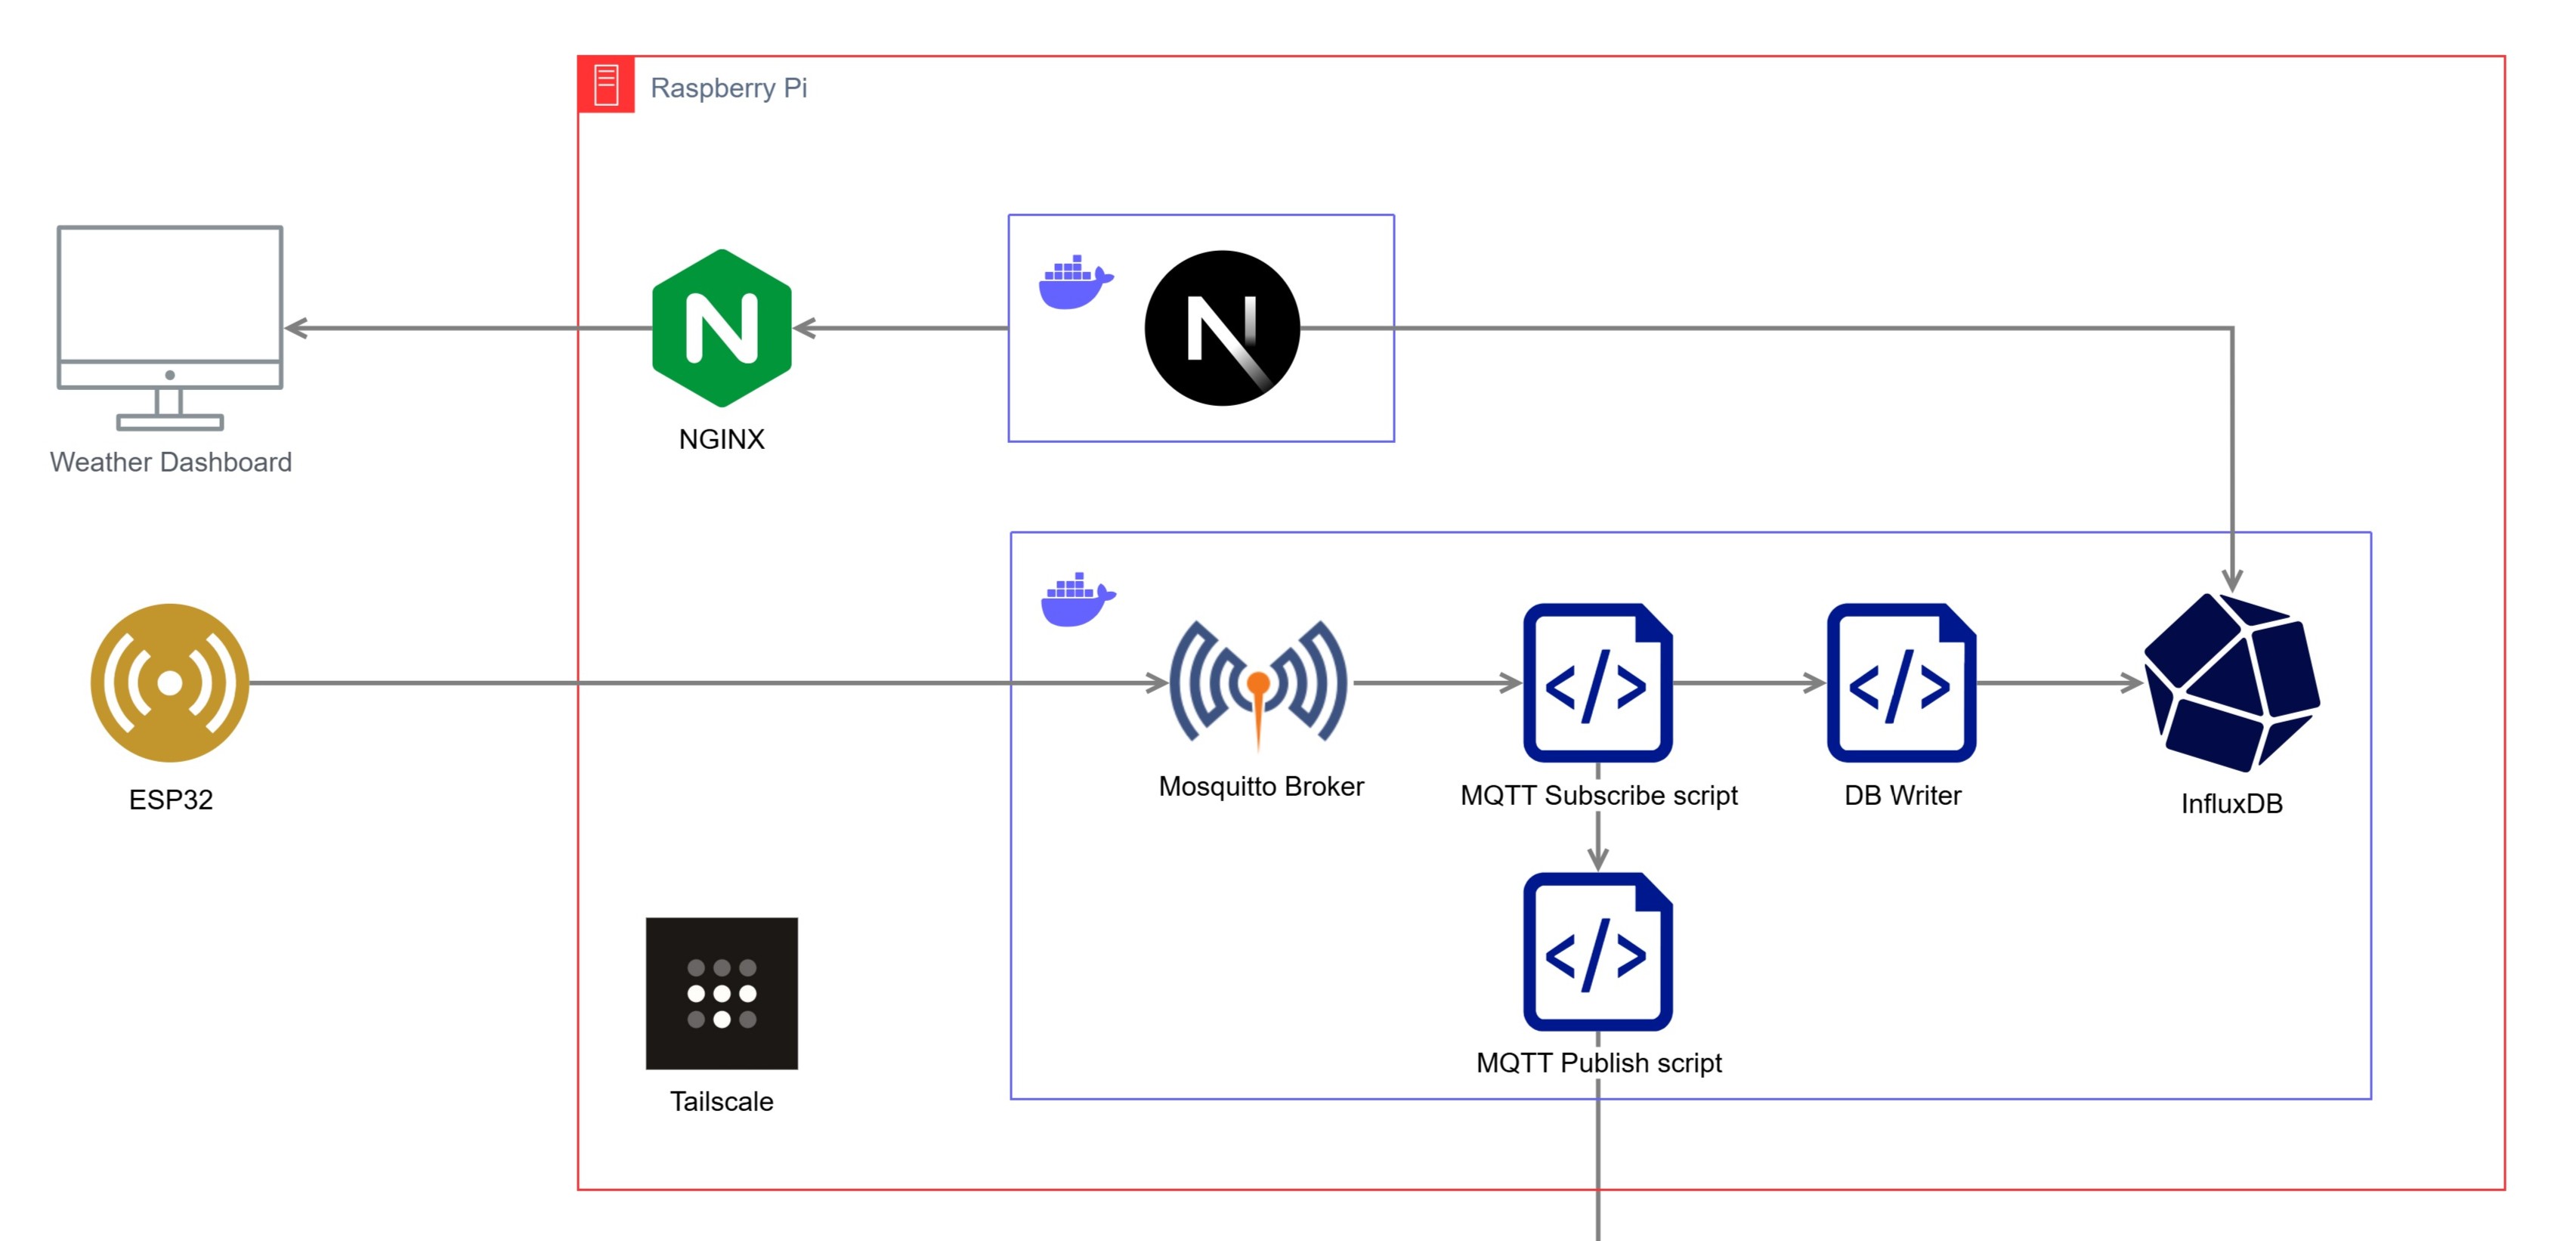 Raspberry Pi
Weather Dashboard
NGINX
ESP32
Mosquitto Broker
MQTT Subscribe script
DB Writer
InfluxDB
MQTT Publish script
Tailscale